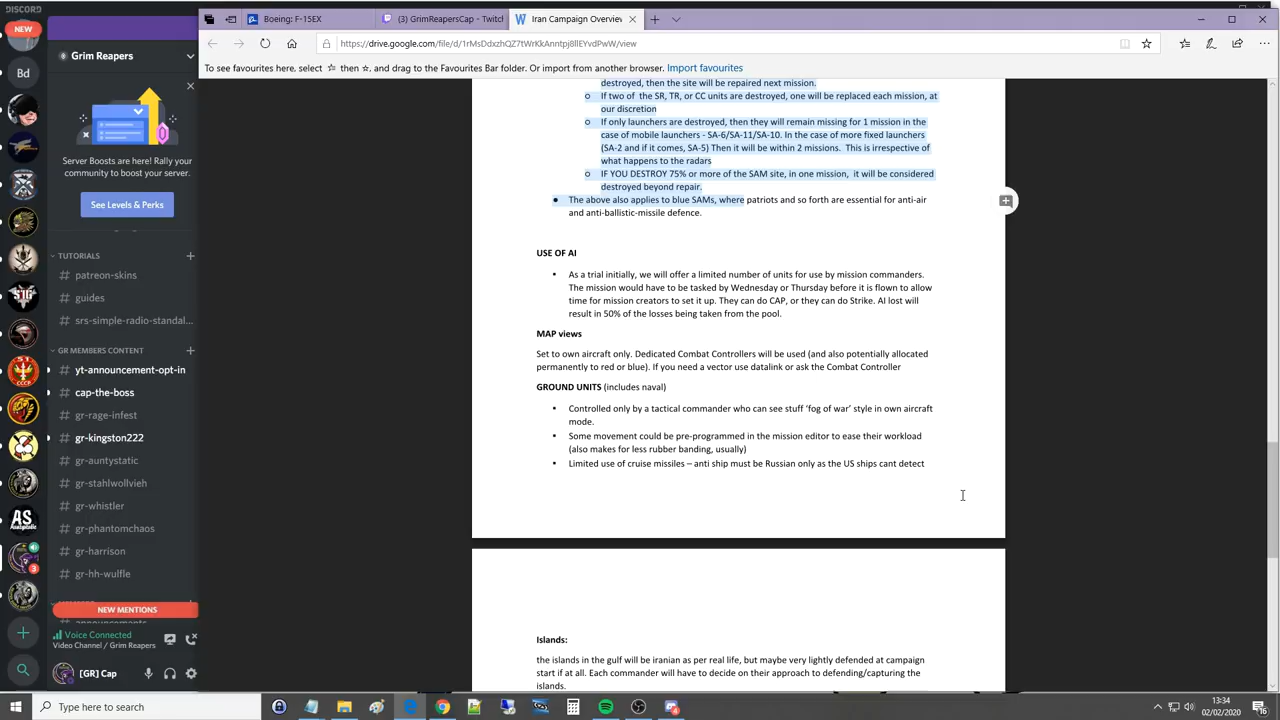 DISCORD
NEW
Boeing: F-15EX
(3) GrimReapersCap - Twitch
Iran Campaign Overview
Grim Reapers
https://drive.google.com/file/d/1rMsDdxzhQZ7tWrKkAnntpj8llEYvdPwW/view
To see favourites here, select ☆ then ☆, and drag to the Favourites Bar folder. Or import from another browser. Import favourites
Bd
Server Boosts are here! Rally your
community to help your server
level up.
See Levels & Perks
TUTORIALS
patreon-skins
guides
srs-simple-radio-standal...
GR MEMBERS CONTENT
yt-announcement-opt-in
cap-the-boss
gr-rage-infest
gr-kingston222
gr-auntystatic
gr-stahlwollvieh
gr-whistler
gr-phantomchaos
gr-harrison
gr-hh-wulfle
NEW MENTIONS
announcements
Voice Connected
Video Channel / Grim Reapers
[GR] Cap
AS
3
destroyed, then the site will be repaired next mission.
o If two of the SR, TR, or CC units are destroyed, one will be replaced each mission, at
our discretion
o If only launchers are destroyed, then they will remain missing for 1 mission in the
case of mobile launchers - SA-6/SA-11/SA-10. In the case of more fixed launchers
(SA-2 and if it comes, SA-5) Then it will be within 2 missions. This is irrespective of
what happens to the radars
o IF YOU DESTROY 75% or more of the SAM site, in one mission, it will be considered
destroyed beyond repair.
• The above also applies to blue SAMs, where patriots and so forth are essential for anti-air
and anti-ballistic-missile defence.
USE OF AI
▪ As a trial initially, we will offer a limited number of units for use by mission commanders.
The mission would have to be tasked by Wednesday or Thursday before it is flown to allow
time for mission creators to set it up. They can do CAP, or they can do Strike. AI lost will
result in 50% of the losses being taken from the pool.
MAP views
Set to own aircraft only. Dedicated Combat Controllers will be used (and also potentially allocated
permanently to red or blue). If you need a vector use datalink or ask the Combat Controller
GROUND UNITS (includes naval)
▪ Controlled only by a tactical commander who can see stuff 'fog of war' style in own aircraft
mode.
▪ Some movement could be pre-programmed in the mission editor to ease their workload
(also makes for less rubber banding, usually)
▪ Limited use of cruise missiles – anti ship must be Russian only as the US ships cant detect
Islands:
the islands in the gulf will be iranian as per real life, but maybe very lightly defended at campaign
start if at all. Each commander will have to decide on their approach to defending/capturing the
islands.
Type here to search
13:34
02/02/2020
16